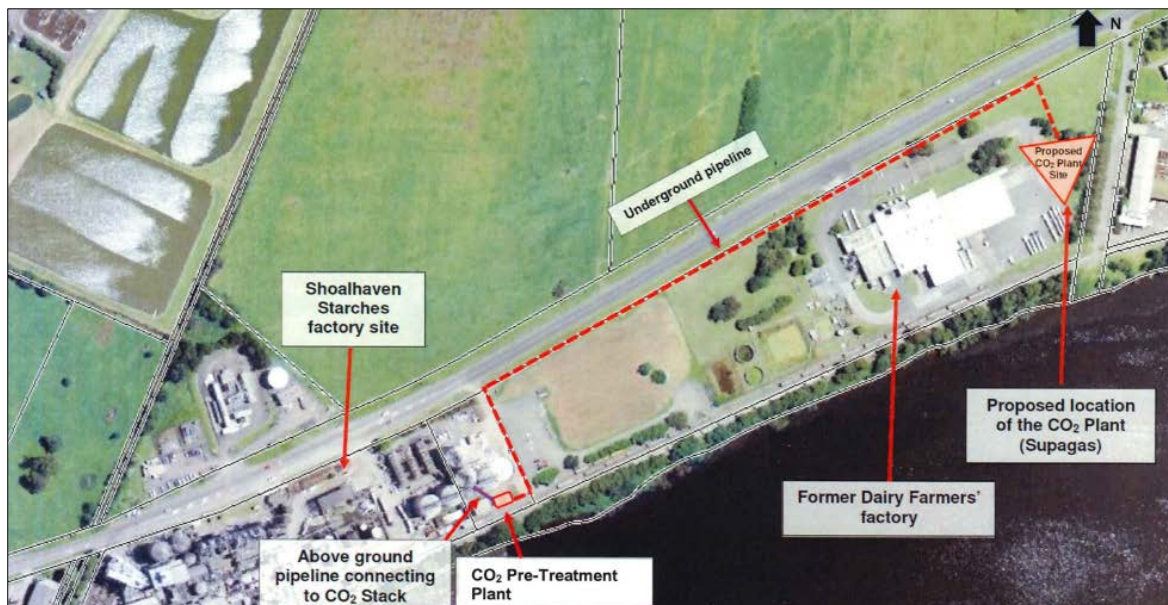 N
Proposed
CO₂ Plant
Site
Underground pipeline
Shoalhaven
Starches
factory site
Proposed location
of the CO₂ Plant
(Supagas)
Former Dairy Farmers’
factory
Above ground
pipeline connecting
to CO₂ Stack
CO₂ Pre-Treatment
Plant